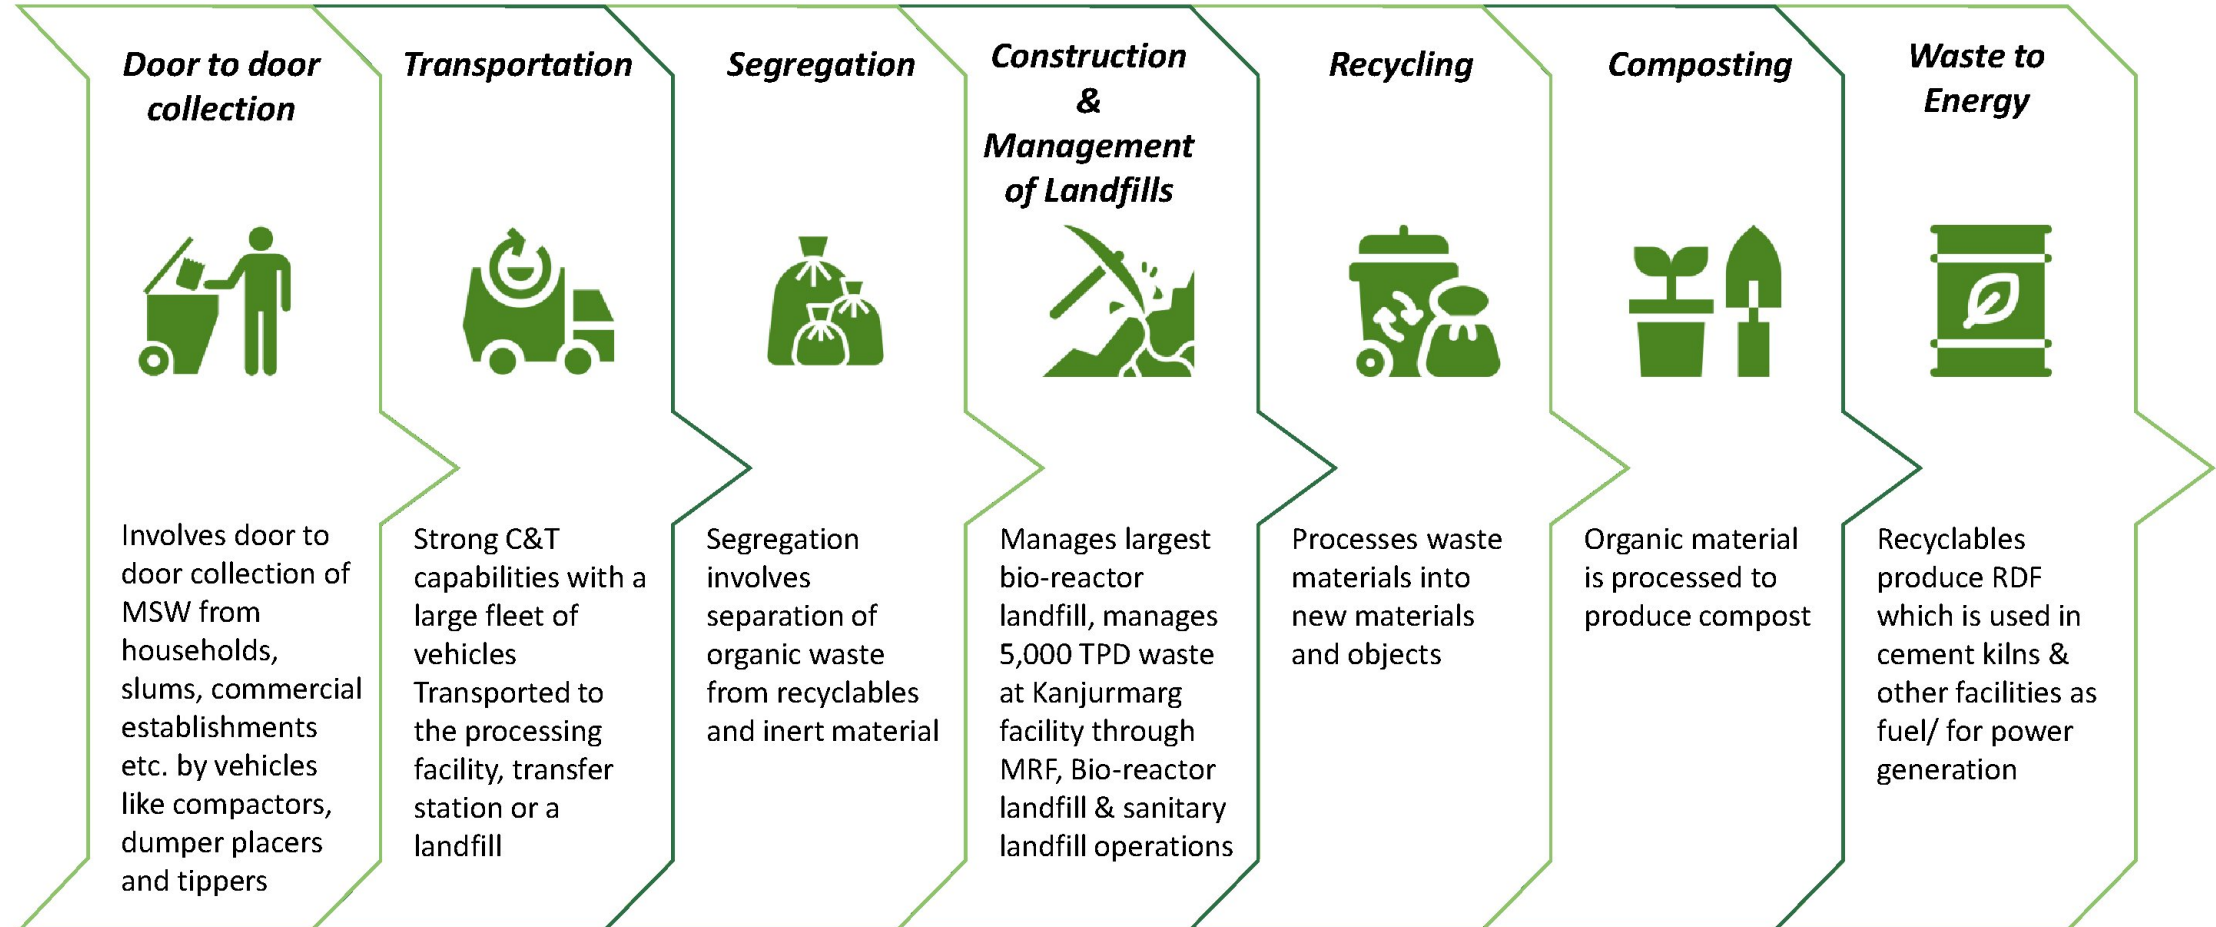 Door to door
collection
Involves door to
door collection of
MSW from
households,
slums, commercial
establishments
etc. by vehicles
like compactors,
dumper placers
and tippers
Transportation
Strong C&T
capabilities with a
large fleet of
vehicles
Transported to
the processing
facility, transfer
station or a
landfill
Segregation
Segregation
involves
separation of
organic waste
from recyclables
and inert material
Construction
&
Management
of Landfills
Manages largest
bio-reactor
landfill, manages
5,000 TPD waste
at Kanjurmarg
facility through
MRF, Bio-reactor
landfill & sanitary
landfill operations
Recycling
Processes waste
materials into
new materials
and objects
Composting
Organic material
is processed to
produce compost
Waste to
Energy
Recyclables
produce RDF
which is used in
cement kilns &
other facilities as
fuel/ for power
generation